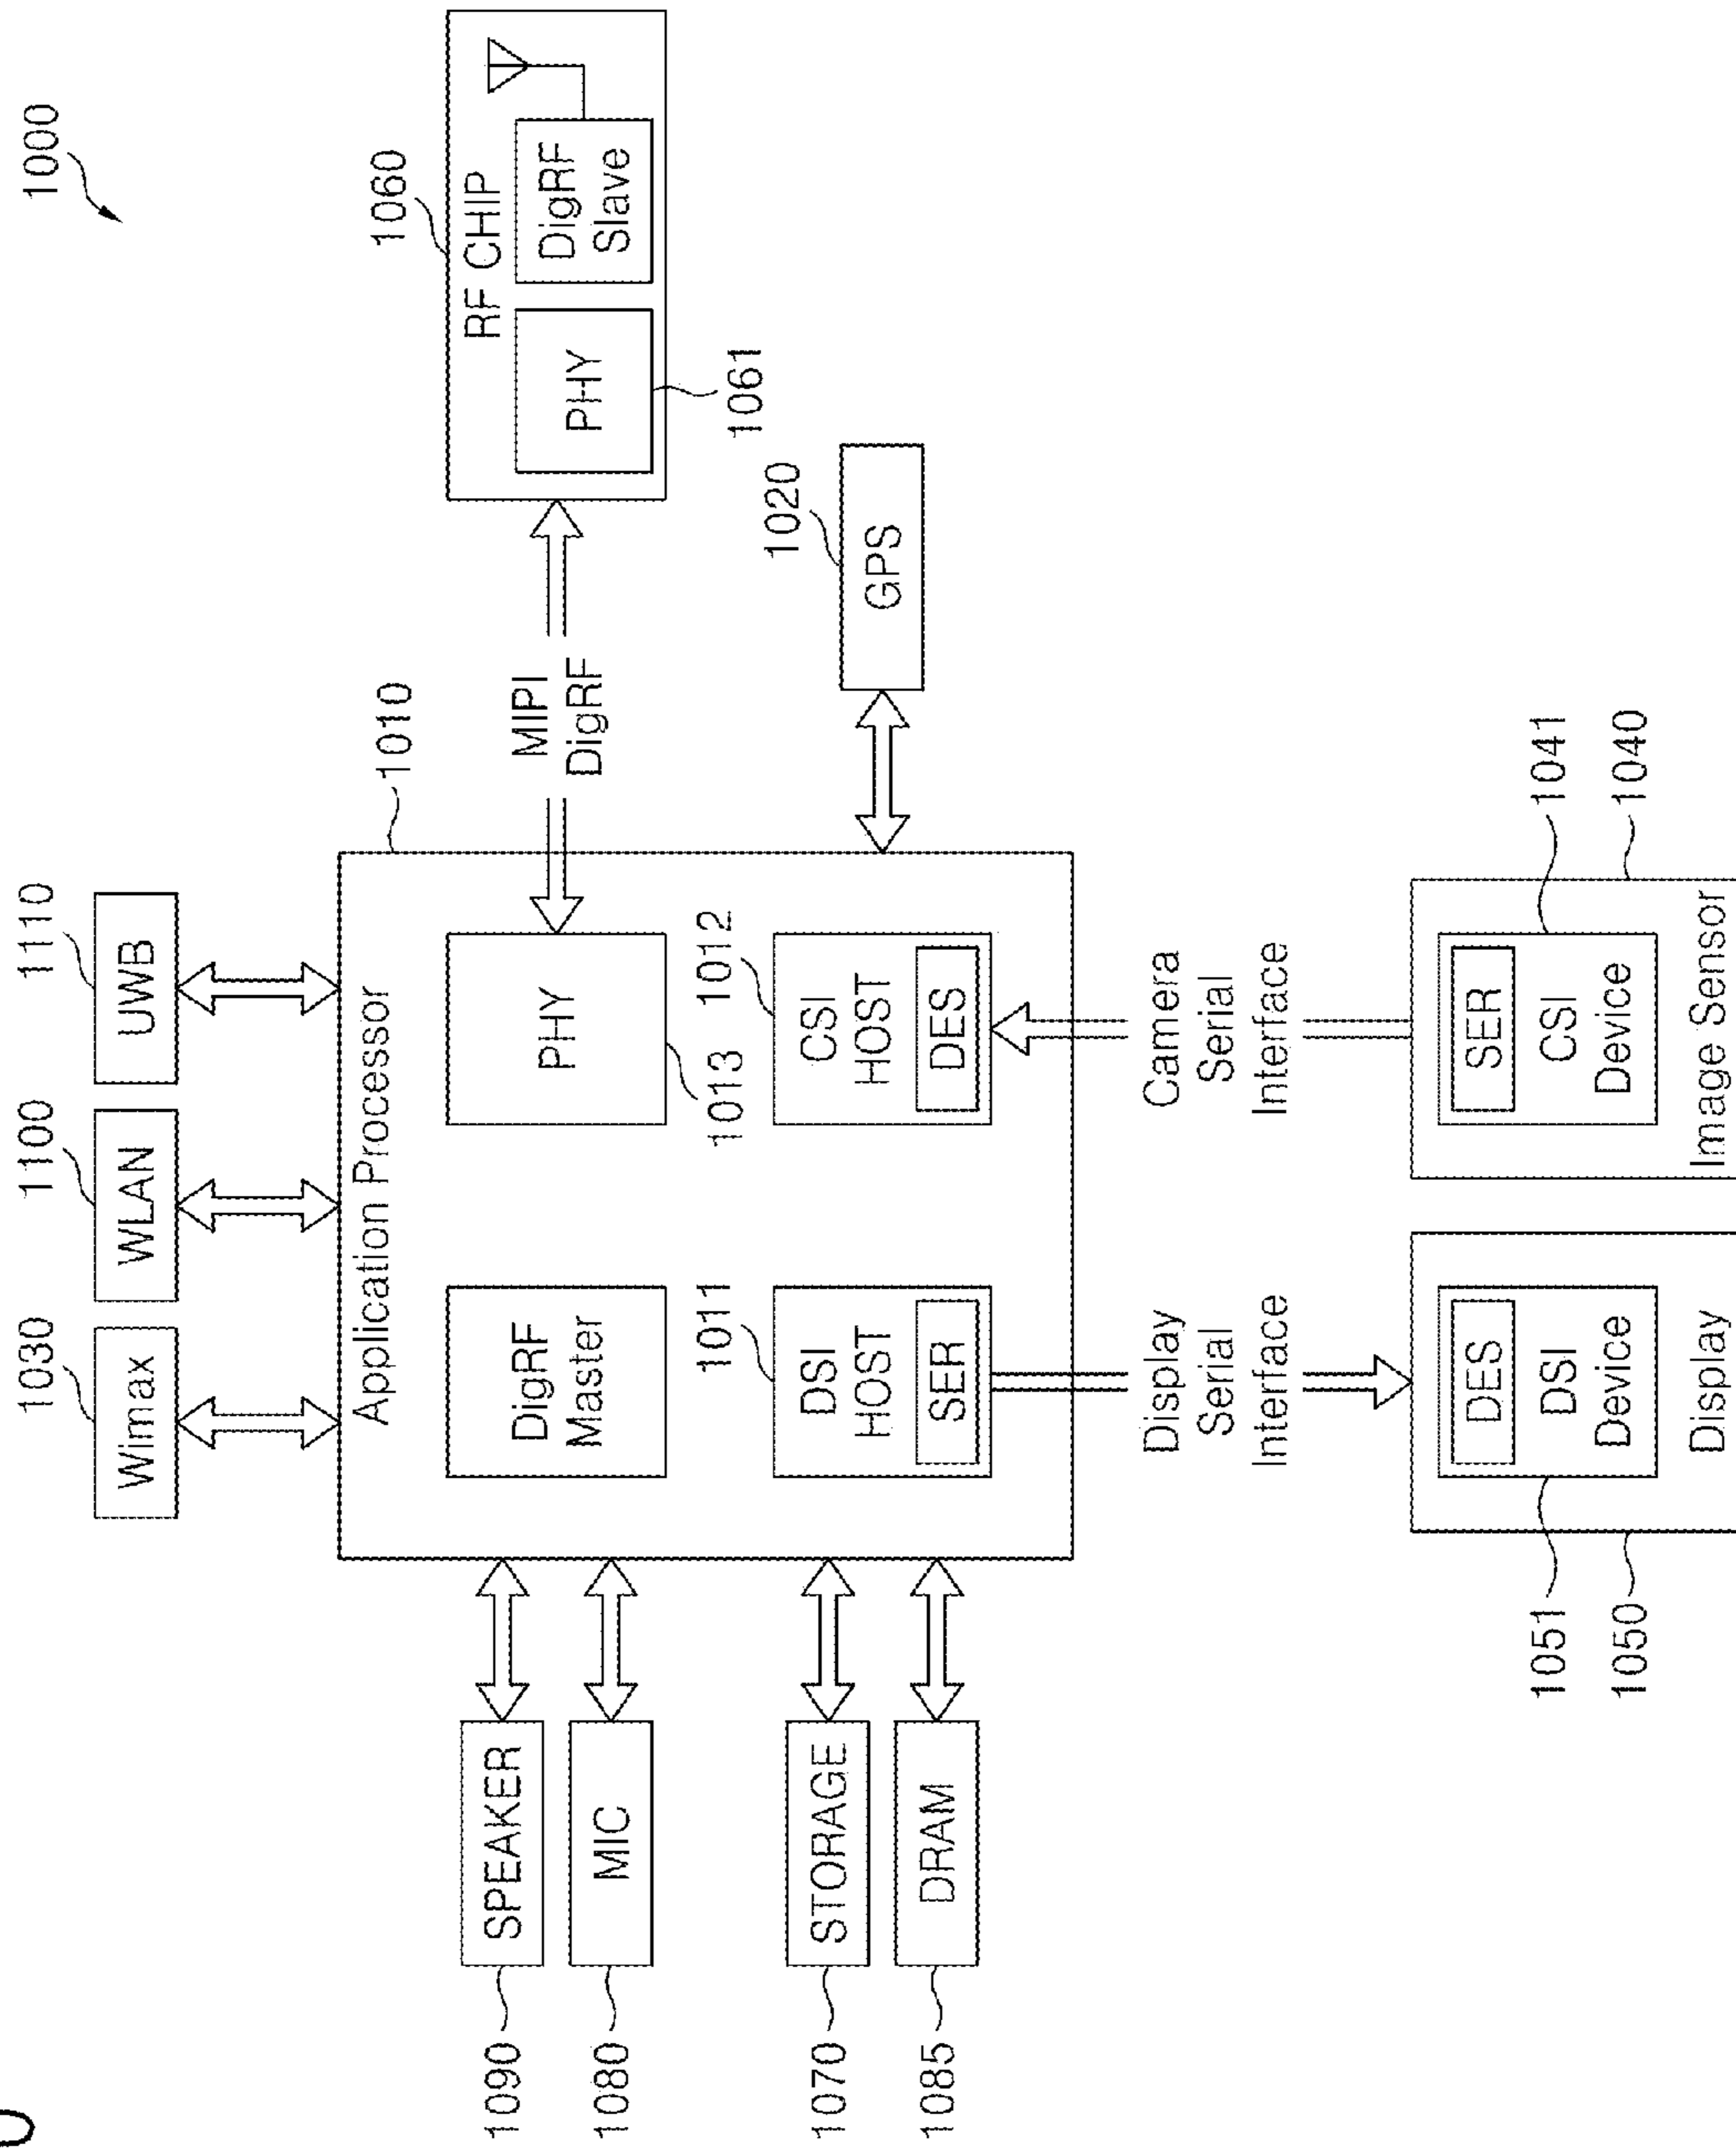 1000
1030
1100
1110
Wimax
WLAN
UWB
1010
1060
Application Processor
RF CHIP
1090
SPEAKER
DigRF
Master
PHY
MIPI
DigRF
PHY
DigRF
Slave
1080
MIC
1013
1061
1011
1012
1020
1070
STORAGE
DSI
HOST
SER
CSI
HOST
DES
GPS
1085
DRAM
Display
Serial
Interface
Camera
Serial
Interface
1051
DES
DSI
Device
SER
CSI
Device
1041
1050
1040
Display
Image Sensor